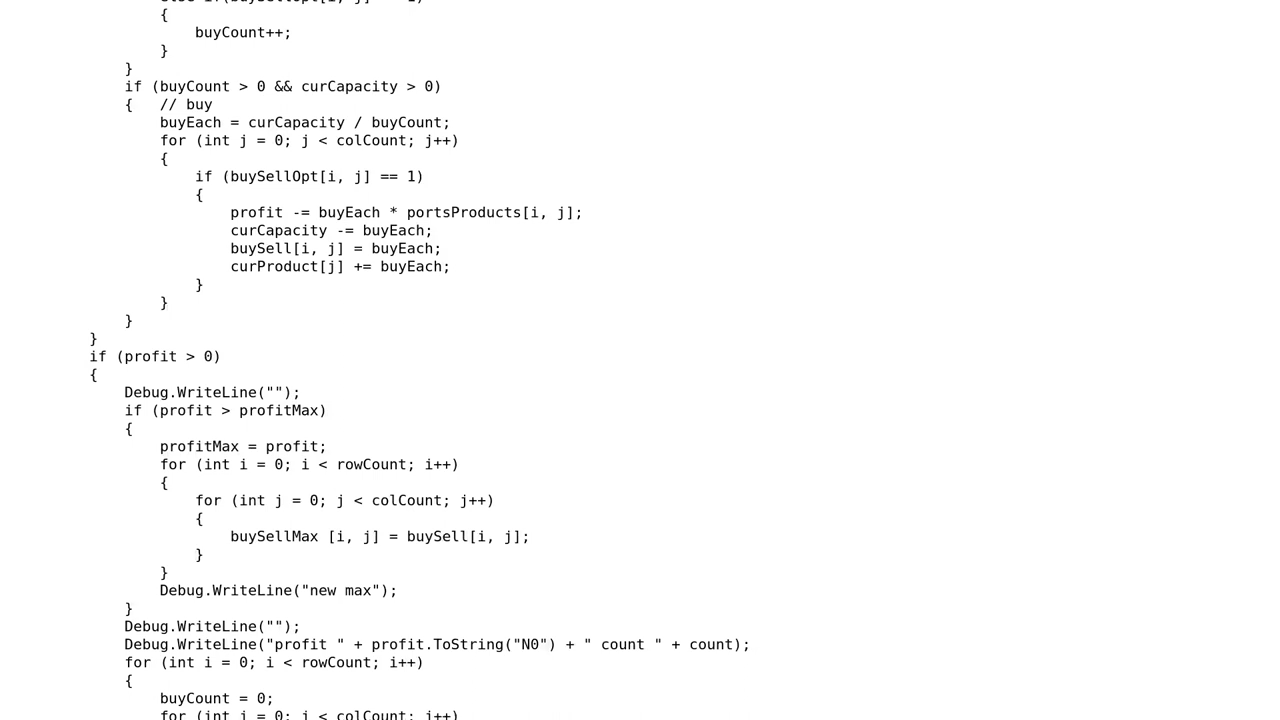 {
buyCount++;
}
}
if (buyCount > 0 && curCapacity > 0)
{   // buy
buyEach = curCapacity / buyCount;
for (int j = 0; j < colCount; j++)
{
if (buySellOpt[i, j] == 1)
{
profit -= buyEach * portsProducts[i, j];
curCapacity -= buyEach;
buySell[i, j] = buyEach;
curProduct[j] += buyEach;
}
}
}
}
if (profit > 0)
{
Debug.WriteLine("");
if (profit > profitMax)
{
profitMax = profit;
for (int i = 0; i < rowCount; i++)
{
for (int j = 0; j < colCount; j++)
{
buySellMax [i, j] = buySell[i, j];
}
}
Debug.WriteLine("new max");
}
Debug.WriteLine("");
Debug.WriteLine("profit " + profit.ToString("N0") + " count " + count);
for (int i = 0; i < rowCount; i++)
{
buyCount = 0;